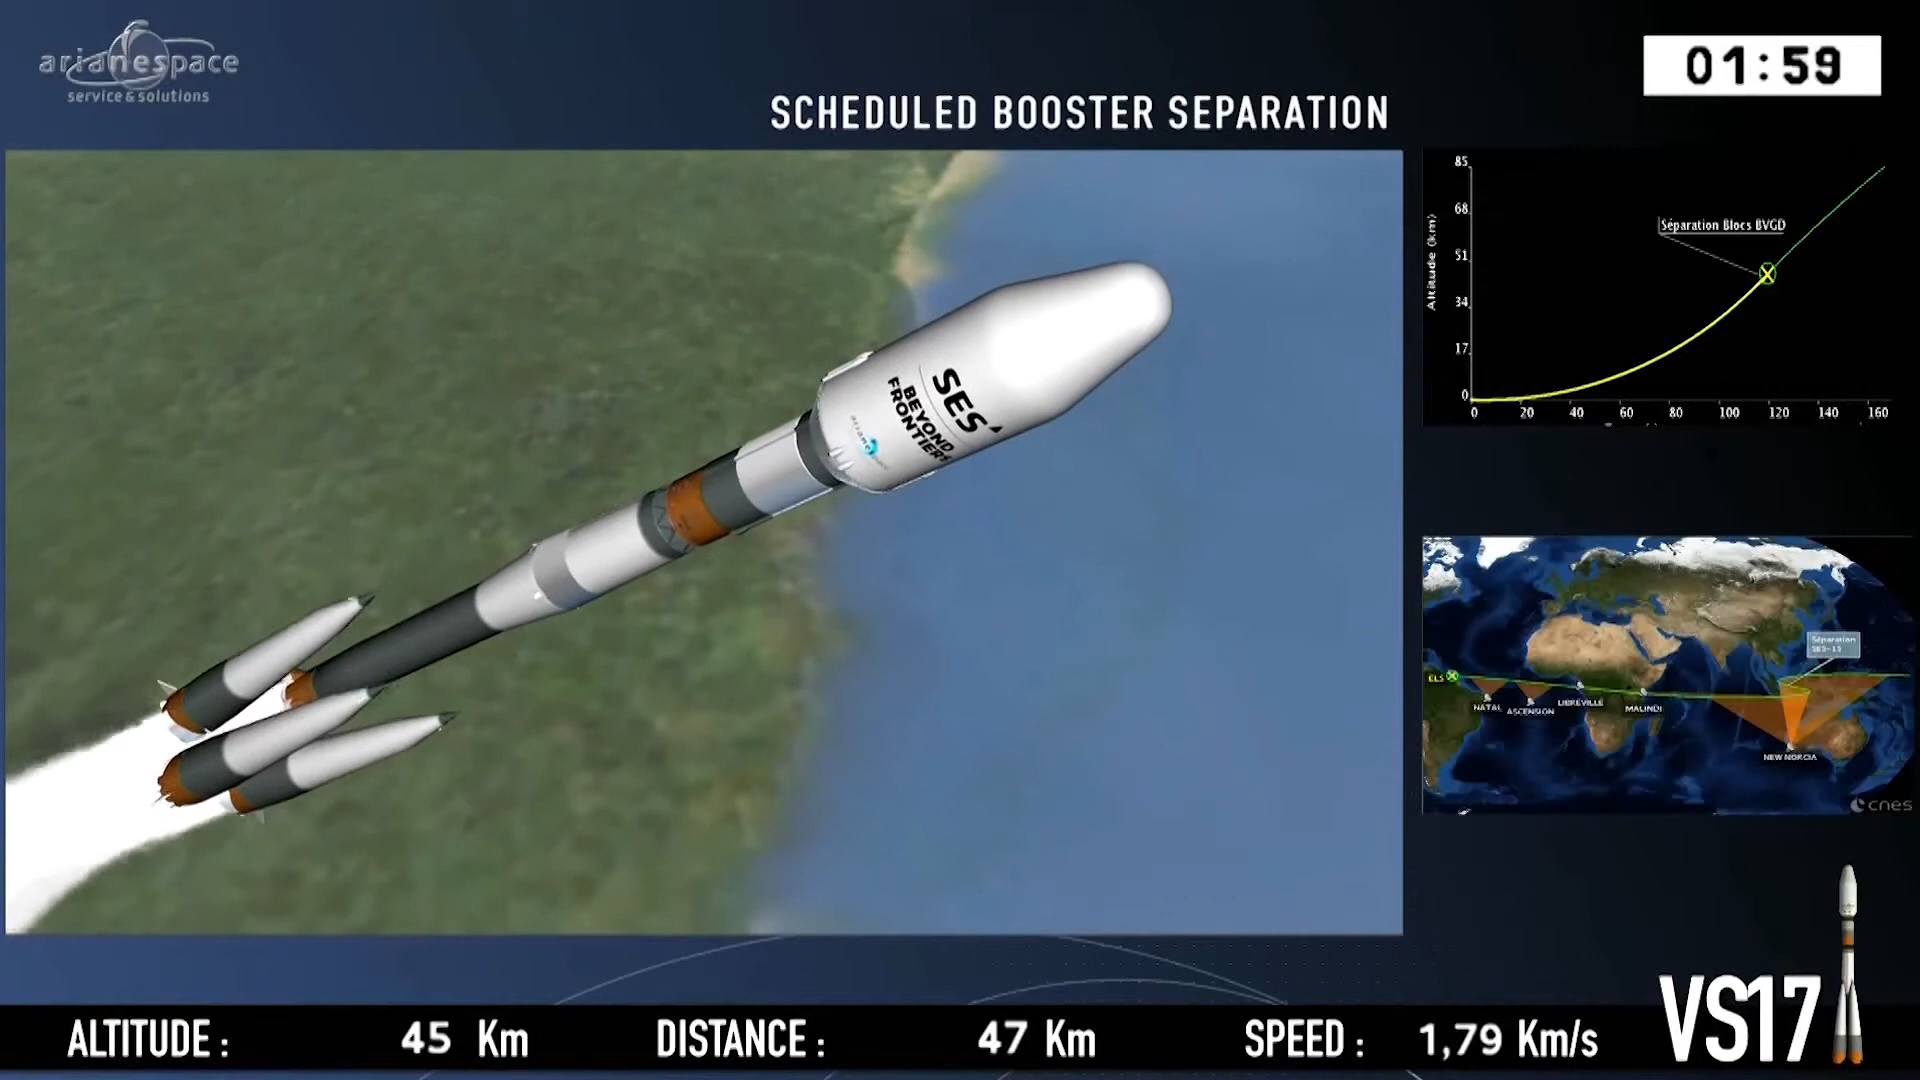 arianespace
service & solutions
SCHEDULED BOOSTER SEPARATION
01:59
SES
BEYOND
FRONTIERS
85
68
51
34
17
0
Altitude (km)
Séparation Blocs BVGD
0 20 40 60 80 100 120 140 160
Séparation
ELS
NATAL
ASCENSION
LIBREVILLE
MALINDI
NEW NORCIA
cnes
VS17
ALTITUDE : 45 Km DISTANCE : 47 Km SPEED : 1,79 Km/s